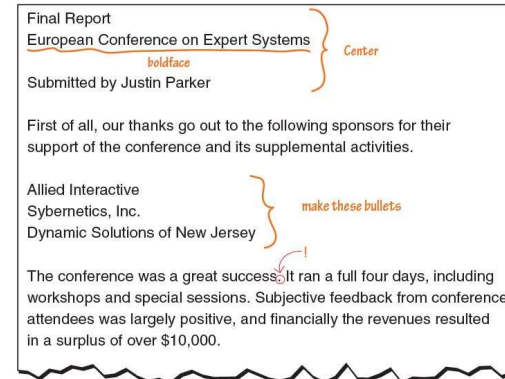 Final Report
European Conference on Expert Systems
Center
boldface
Submitted by Justin Parker
First of all, our thanks go out to the following sponsors for their
support of the conference and its supplemental activities.
Allied Interactive
Sybernetics, Inc.
make these bullets
Dynamic Solutions of New Jersey
!
The conference was a great success. It ran a full four days, including
workshops and special sessions. Subjective feedback from conference
attendees was largely positive, and financially the revenues resulted
in a surplus of over $10,000.